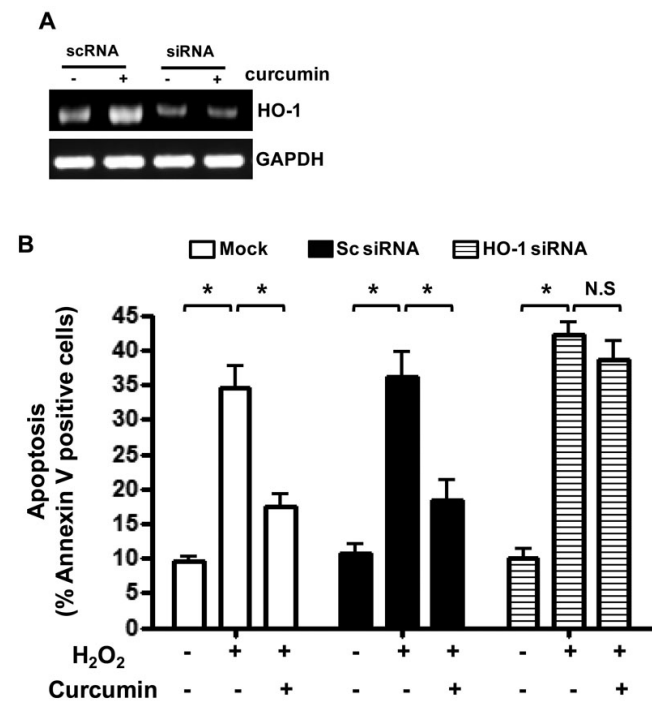 A
scRNA siRNA
- + - + curcumin
HO-1
GAPDH
B
Mock Sc siRNA HO-1 siRNA
* * * * * N.S
Apoptosis
(% Annexin V positive cells)
45
40
35
30
25
20
15
10
5
0
H₂O₂ - + + - + + - + +
Curcumin - - + - - + - - +